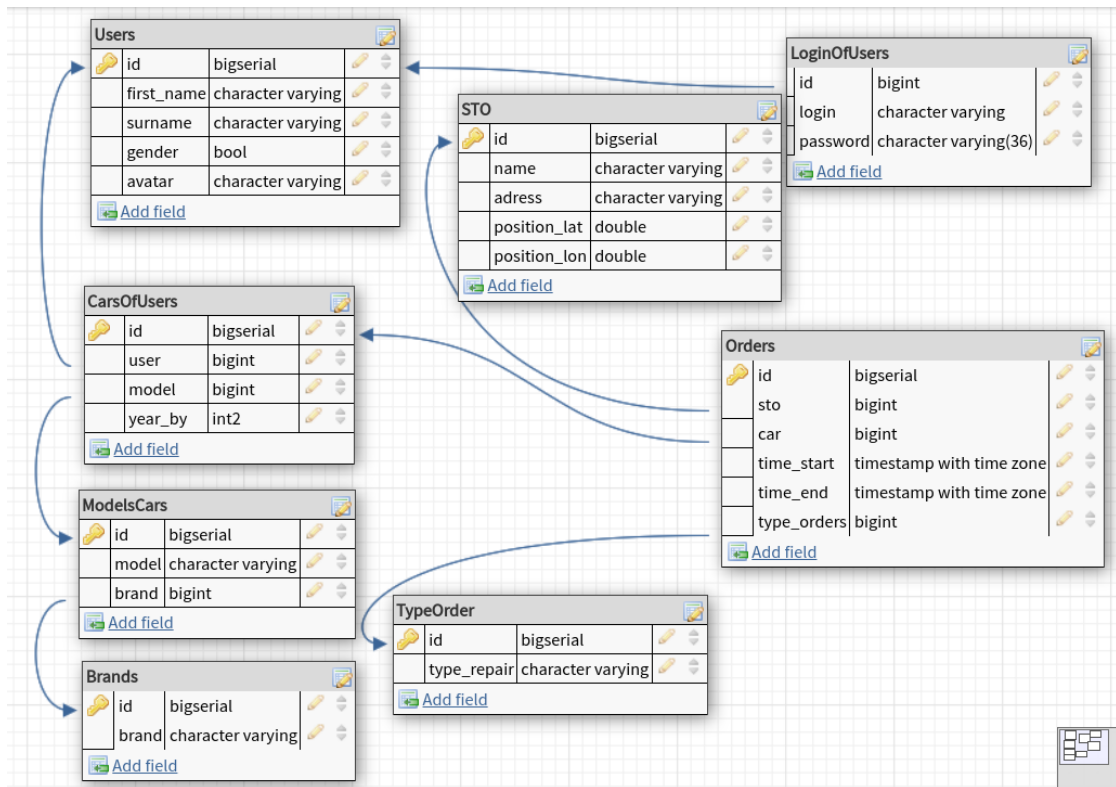 Users
id bigserial
first_name character varying
surname character varying
gender bool
avatar character varying
Add field
LoginOfUsers
id bigint
login character varying
password character varying(36)
Add field
STO
id bigserial
name character varying
adress character varying
position_lat double
position_lon double
Add field
CarsOfUsers
id bigserial
user bigint
model bigint
year_by int2
Add field
Orders
id bigserial
sto bigint
car bigint
time_start timestamp with time zone
time_end timestamp with time zone
type_orders bigint
Add field
ModelsCars
id bigserial
model character varying
brand bigint
Add field
TypeOrder
id bigserial
type_repair character varying
Add field
Brands
id bigserial
brand character varying
Add field